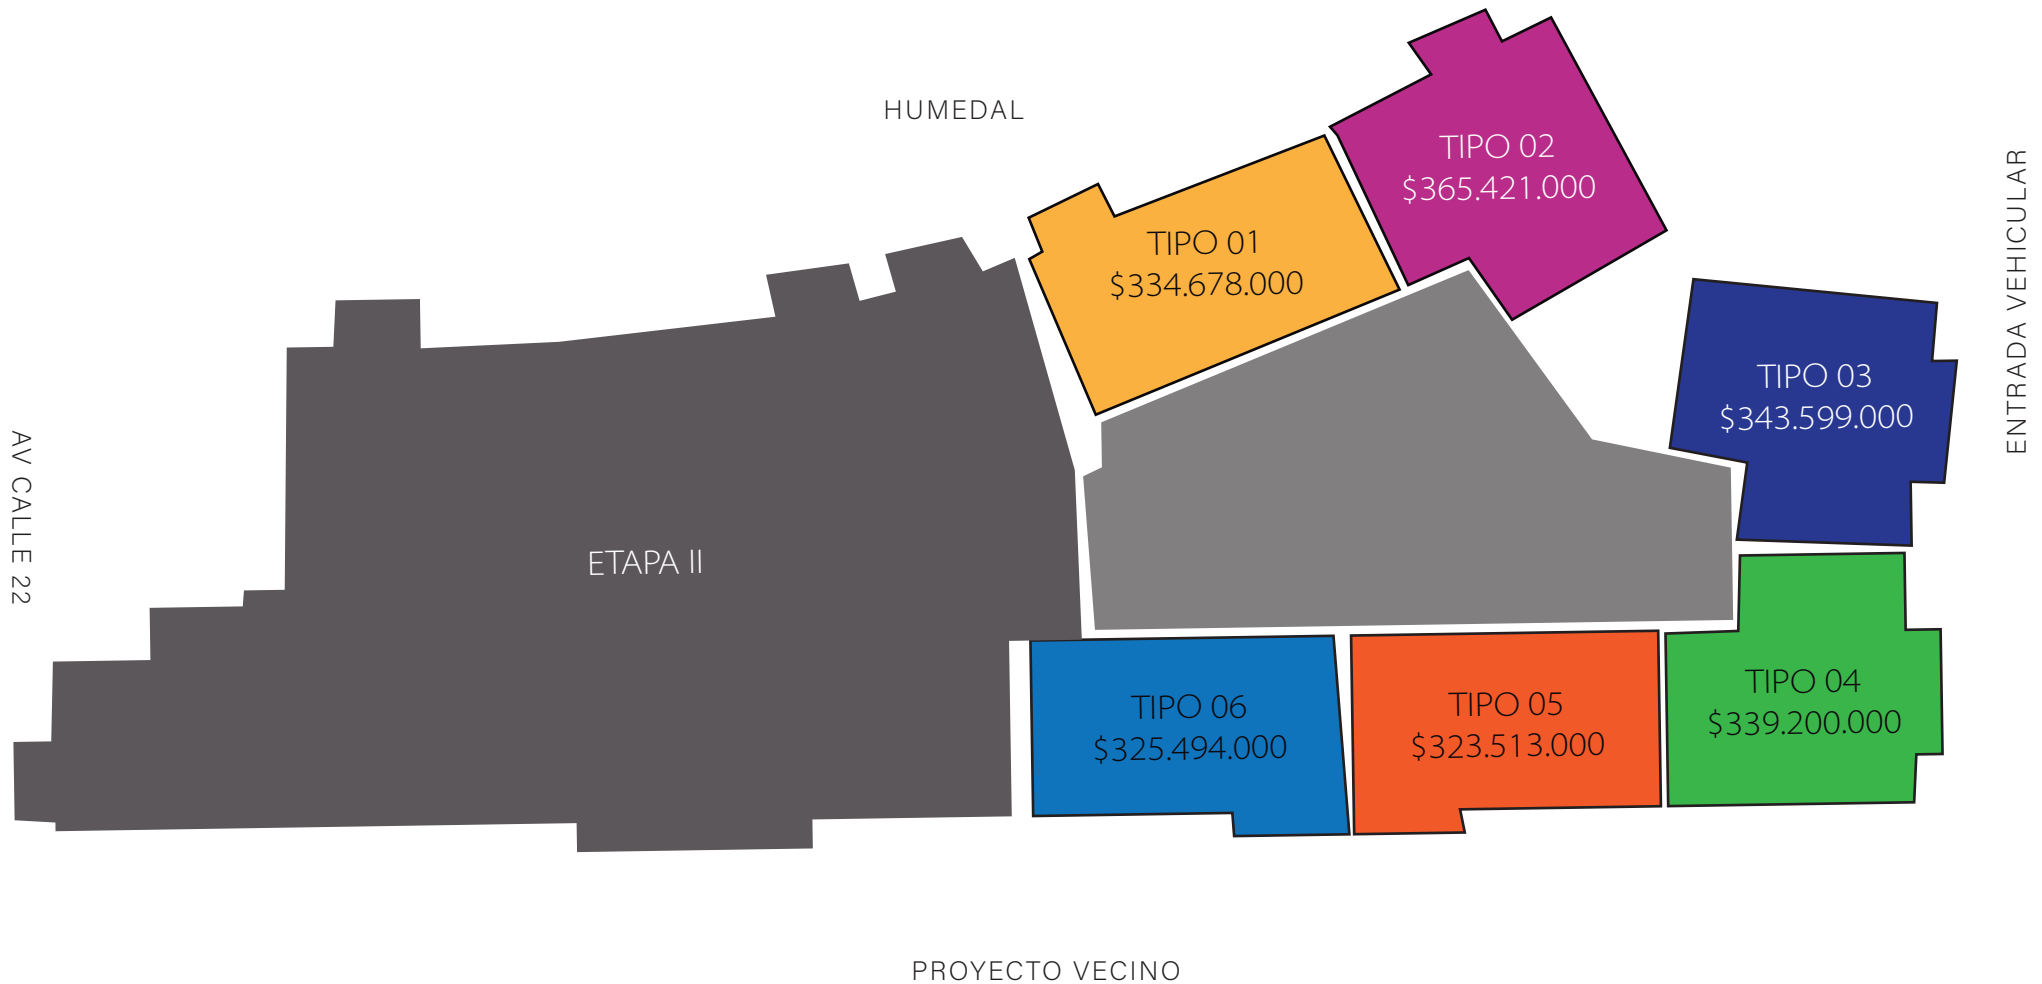 HUMEDAL
TIPO 02
$365.421.000
TIPO 01
$334.678.000
ENTRADA VEHICULAR
TIPO 03
$343.599.000
AV CALLE 22
ETAPA II
TIPO 04
$339.200.000
TIPO 06
$325.494.000
TIPO 05
$323.513.000
PROYECTO VECINO